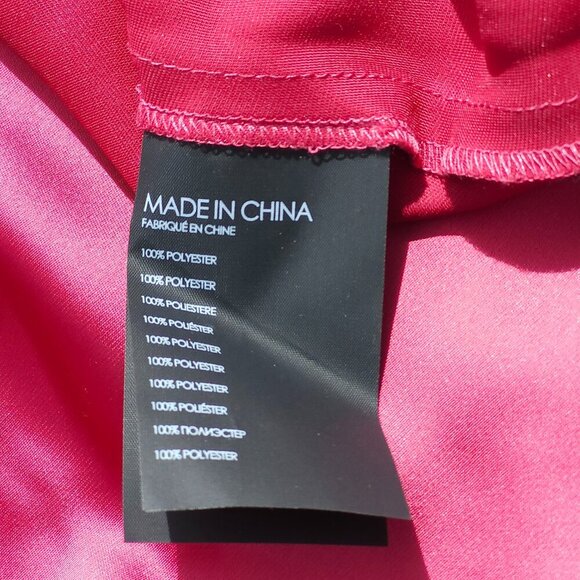 MADE IN CHINA
FABRIQUÉ EN CHINE
100% POLYESTER
100% POLYESTER
100% POLIESTERE
100% POLIÉSTER
100% POLYESTER
100% POLYESTER
100% POLYESTER
100% POLIÉSTER
100% ПОЛИЭСТЕР
100% POLYESTER